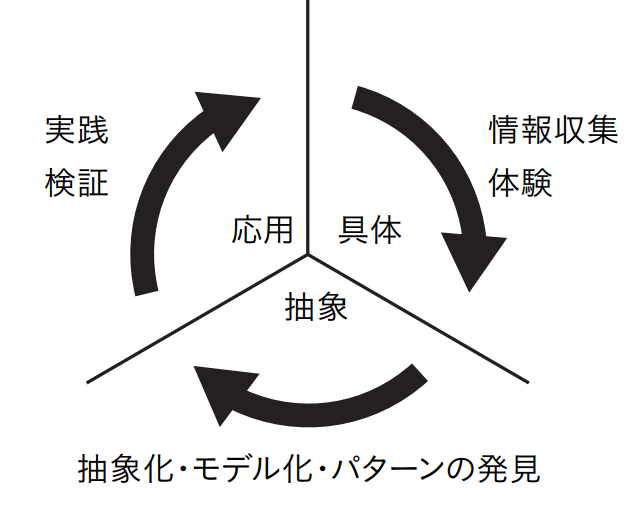 実践
検証
情報収集
体験
応用
具体
抽象
抽象化・モデル化・パターンの発見